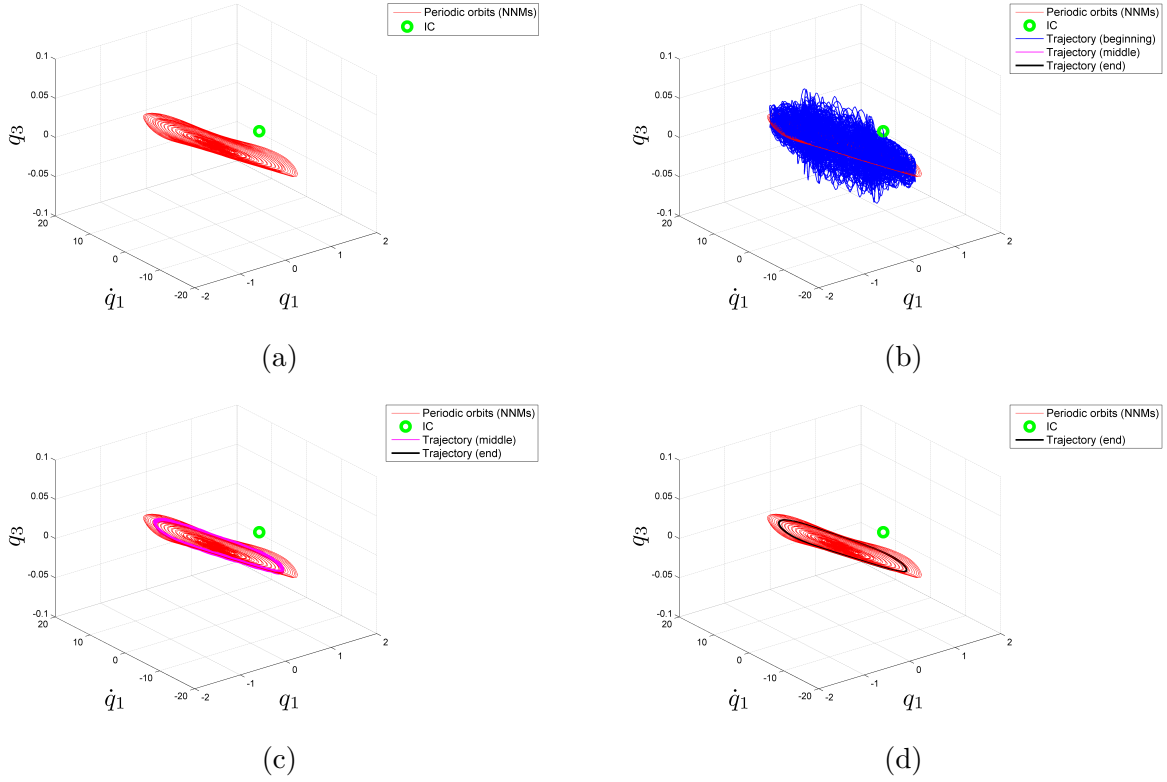 Periodic orbits (NNMs)
IC
0.1
0.05
0
-0.05
-0.1
q3
20
10
0
-10
-20
q̇1
-2
-1
0
1
2
q1
(a)
Periodic orbits (NNMs)
IC
Trajectory (beginning)
Trajectory (middle)
Trajectory (end)
0.1
0.05
0
-0.05
-0.1
q3
20
10
0
-10
-20
q̇1
-2
-1
0
1
2
q1
(b)
Periodic orbits (NNMs)
IC
Trajectory (middle)
Trajectory (end)
0.1
0.05
0
-0.05
-0.1
q3
20
10
0
-10
-20
q̇1
-2
-1
0
1
2
q1
(c)
Periodic orbits (NNMs)
IC
Trajectory (end)
0.1
0.05
0
-0.05
-0.1
q3
20
10
0
-10
-20
q̇1
-2
-1
0
1
2
q1
(d)